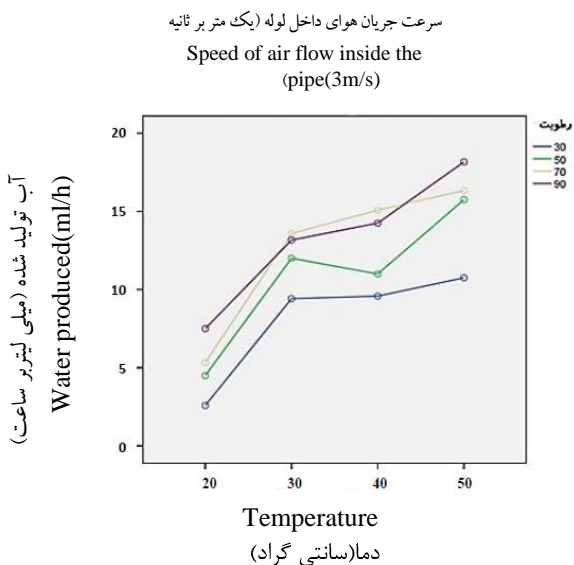 سرعت جریان هوای داخل لوله (یک متر بر ثانیه
Speed of air flow inside the
(pipe(3m/s)
رطوبت
30
50
70
90
20
15
10
5
0
آب تولید شده (میلی لیتربر ساعت)
Water produced(ml/h)
20 30 40 50
Temperature
دما(سانتی گراد)